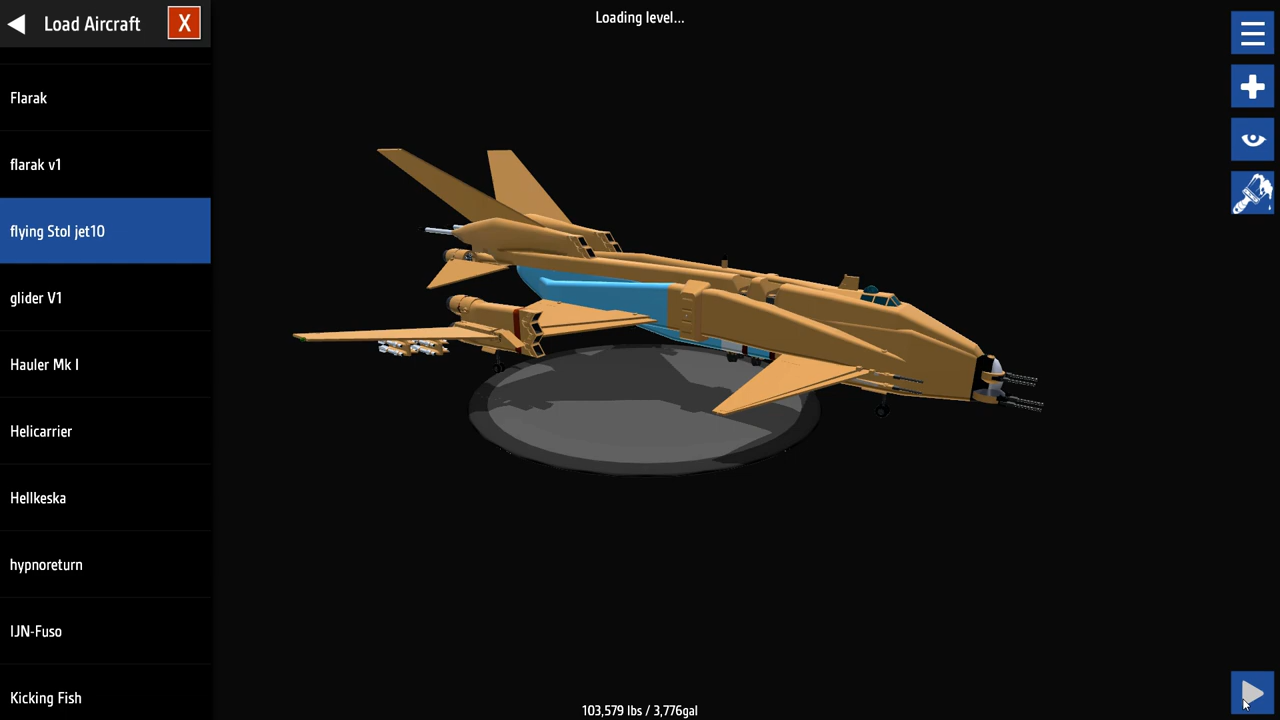 Load Aircraft
X
Loading level...
Flarak
flarak v1
flying Stol jet10
glider V1
Hauler Mk I
Helicarrier
Hellkeska
hypnoreturn
IJN-Fuso
Kicking Fish
103,579 lbs / 3,776gal